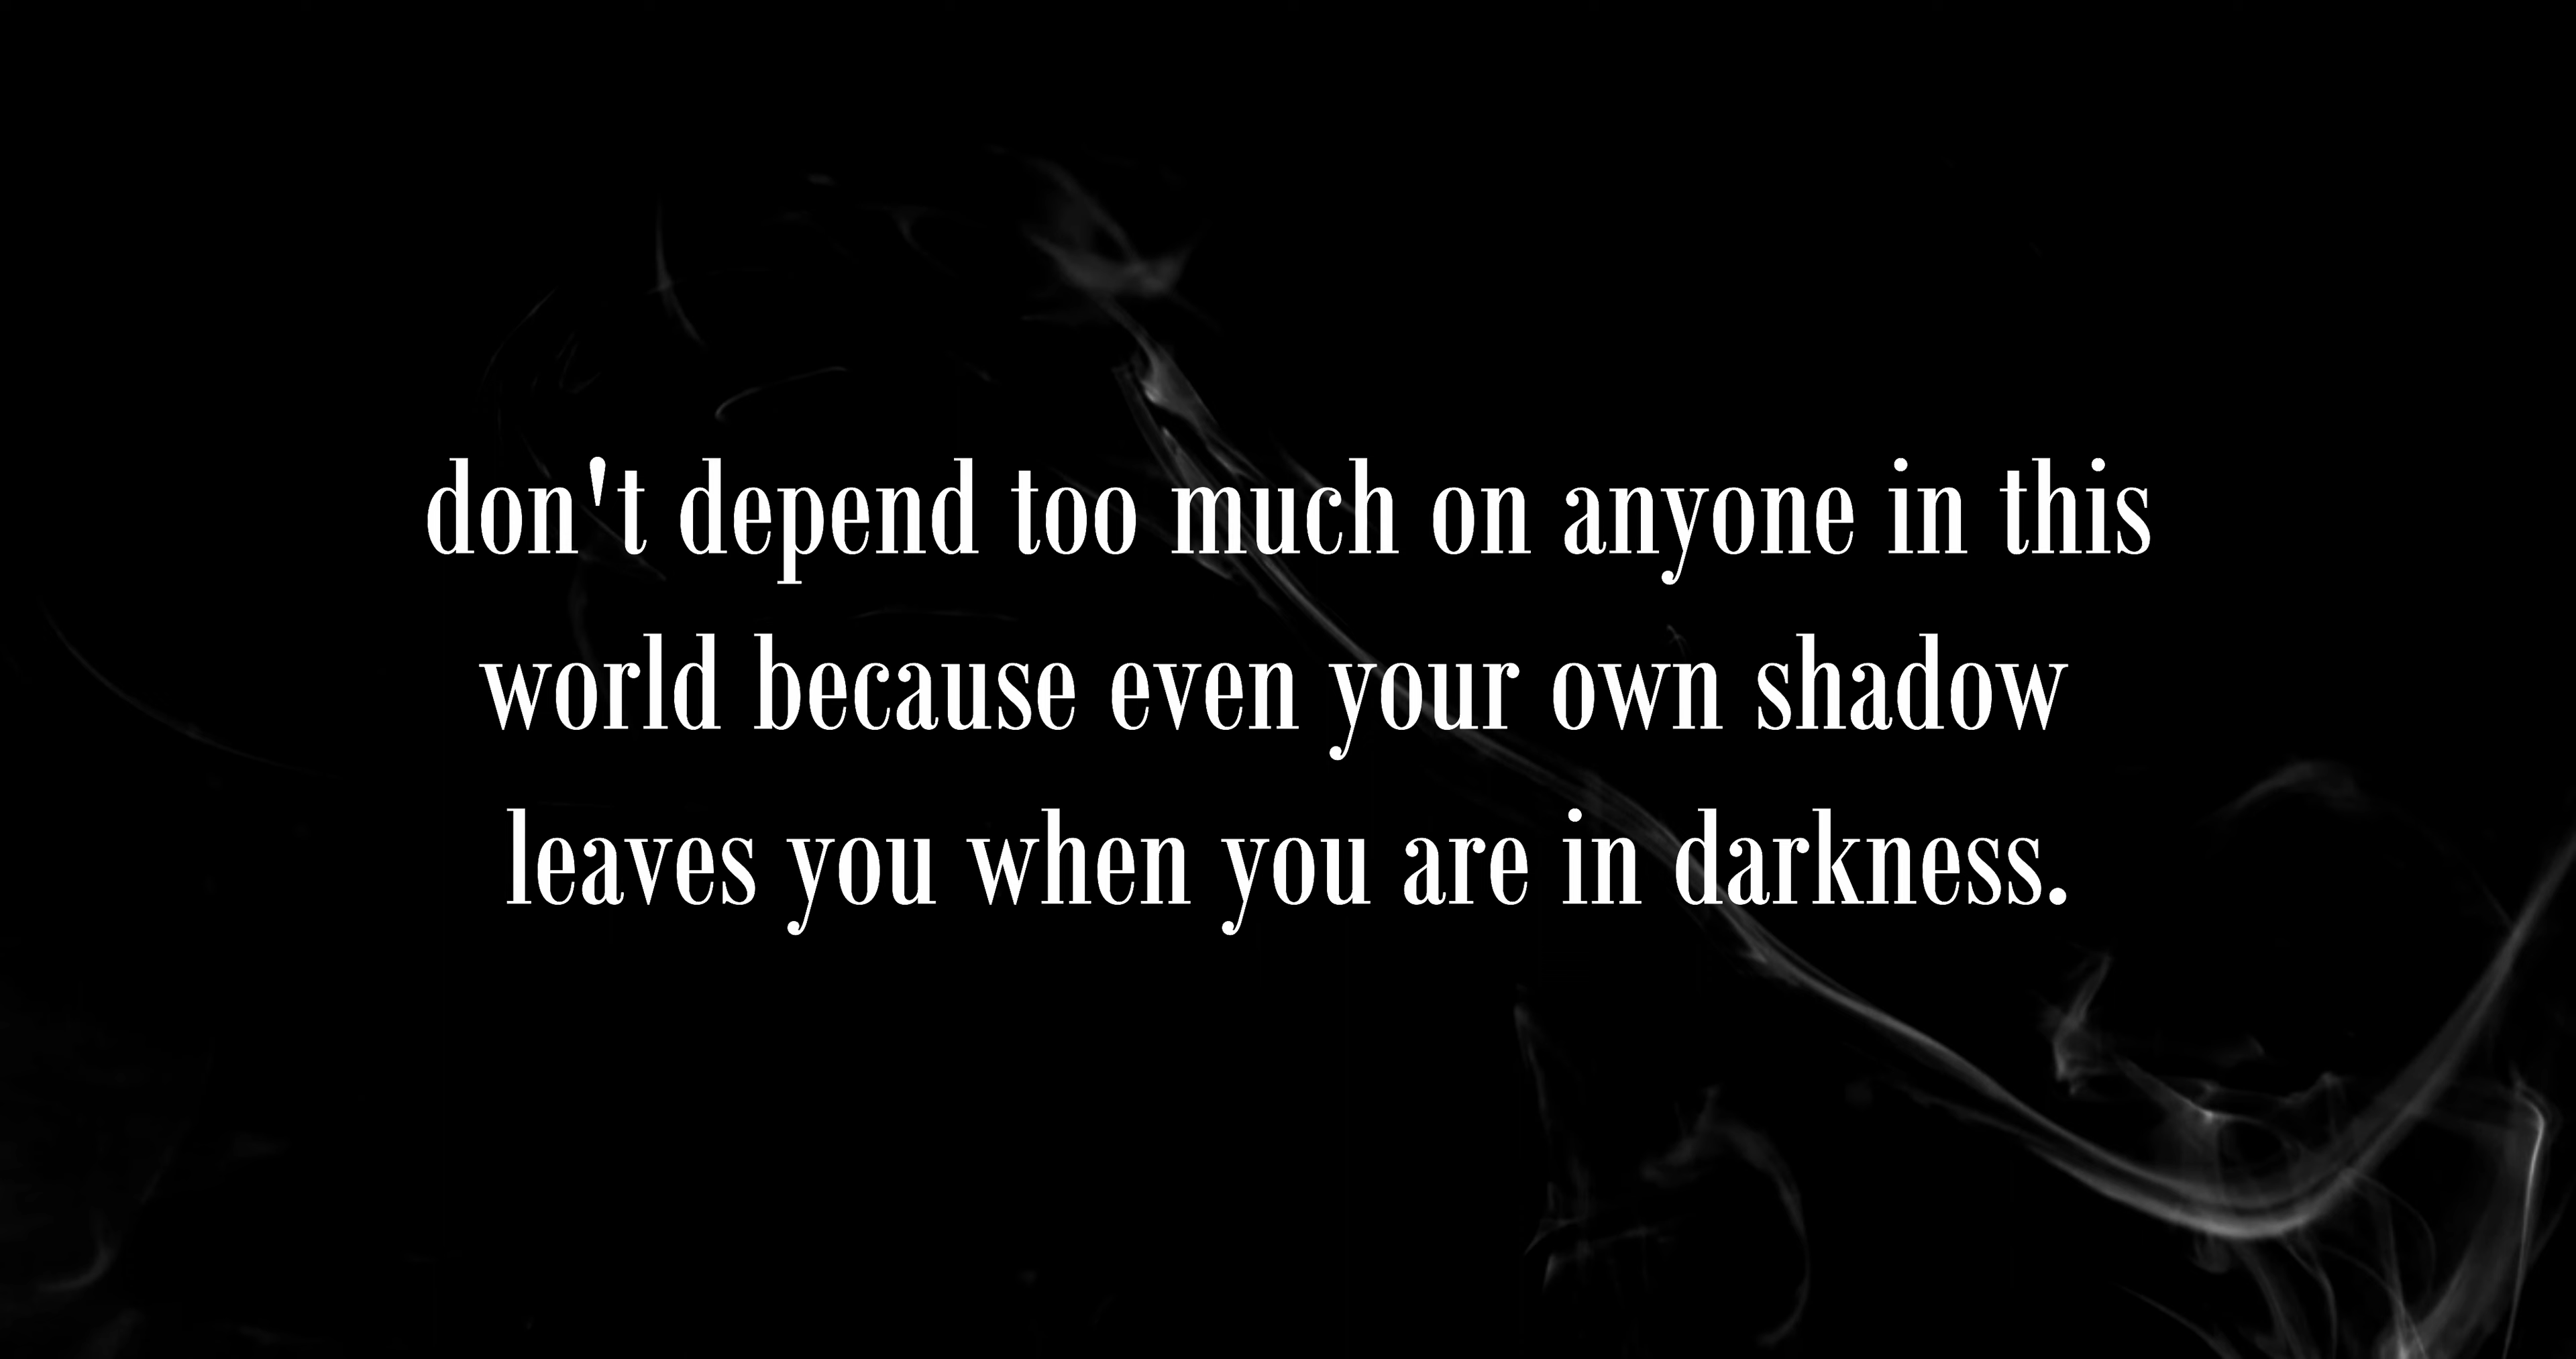 don't depend too much on anyone in this
world because even your own shadow
leaves you when you are in darkness.